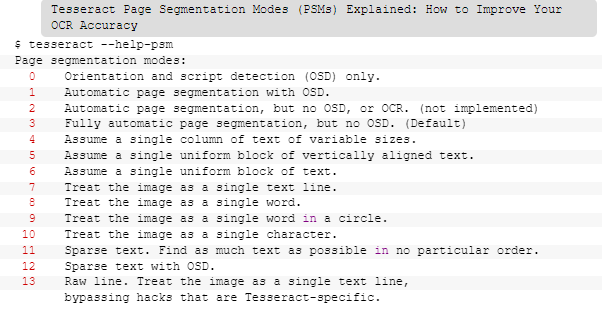 Tesseract Page Segmentation Modes (PSMs) Explained: How to Improve Your
OCR Accuracy
$ tesseract --help-psm
Page segmentation modes:
0 Orientation and script detection (OSD) only.
1 Automatic page segmentation with OSD.
2 Automatic page segmentation, but no OSD, or OCR. (not implemented)
3 Fully automatic page segmentation, but no OSD. (Default)
4 Assume a single column of text of variable sizes.
5 Assume a single uniform block of vertically aligned text.
6 Assume a single uniform block of text.
7 Treat the image as a single text line.
8 Treat the image as a single word.
9 Treat the image as a single word in a circle.
10 Treat the image as a single character.
11 Sparse text. Find as much text as possible in no particular order.
12 Sparse text with OSD.
13 Raw line. Treat the image as a single text line,
bypassing hacks that are Tesseract-specific.